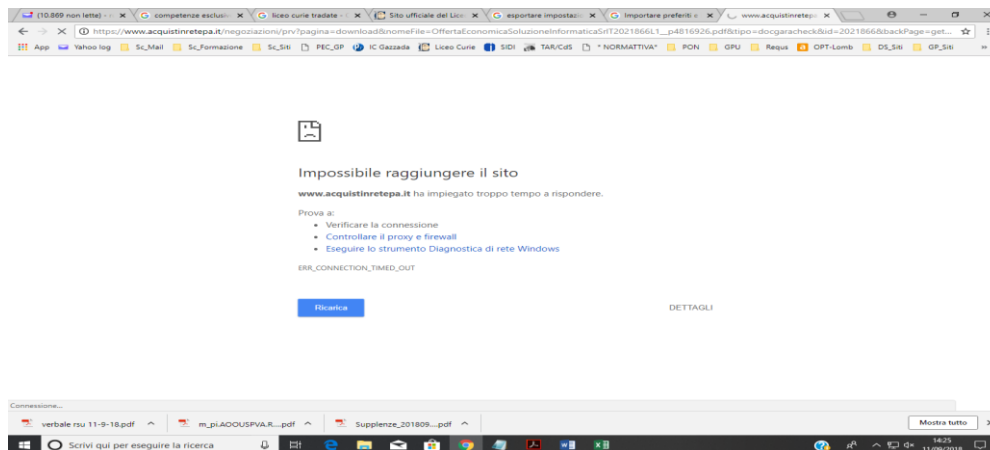 (10.869 non lette) -
competenze esclusiv
liceo curie tradate -
Sito ufficiale del Lice
esportare impostazi
Importare preferiti e
www.acquistinretepa
https://www.acquistinretepa.it/negoziazioni/prv?pagina=download&nomeFile=OffertaEconomicaSoluzioneInformaticaSrlT2021866L1__p4816926.pdf&tipo=docgaracheck&id=2021866&backPage=get...
App Yahoo log Sc_Mail Sc_Formazione Sc_Siti PEC_GP IC Gazzada Liceo Curie SIDI TAR/CdS * NORMATTIVA* PON GPU Requs OPT-Lomb DS_Siti GP_Siti »
Impossibile raggiungere il sito
www.acquistinretepa.it ha impiegato troppo tempo a rispondere.
Prova a:
Verificare la connessione
Controllare il proxy e firewall
Eseguire lo strumento Diagnostica di rete Windows
ERR_CONNECTION_TIMED_OUT
Ricarica DETTAGLI
Connessione...
verbale rsu 11-9-18.pdf m_pi.AOOUSPVA.R....pdf Supplenze_201809....pdf Mostra tutto
Scrivi qui per eseguire la ricerca 14:25
11/09/2018